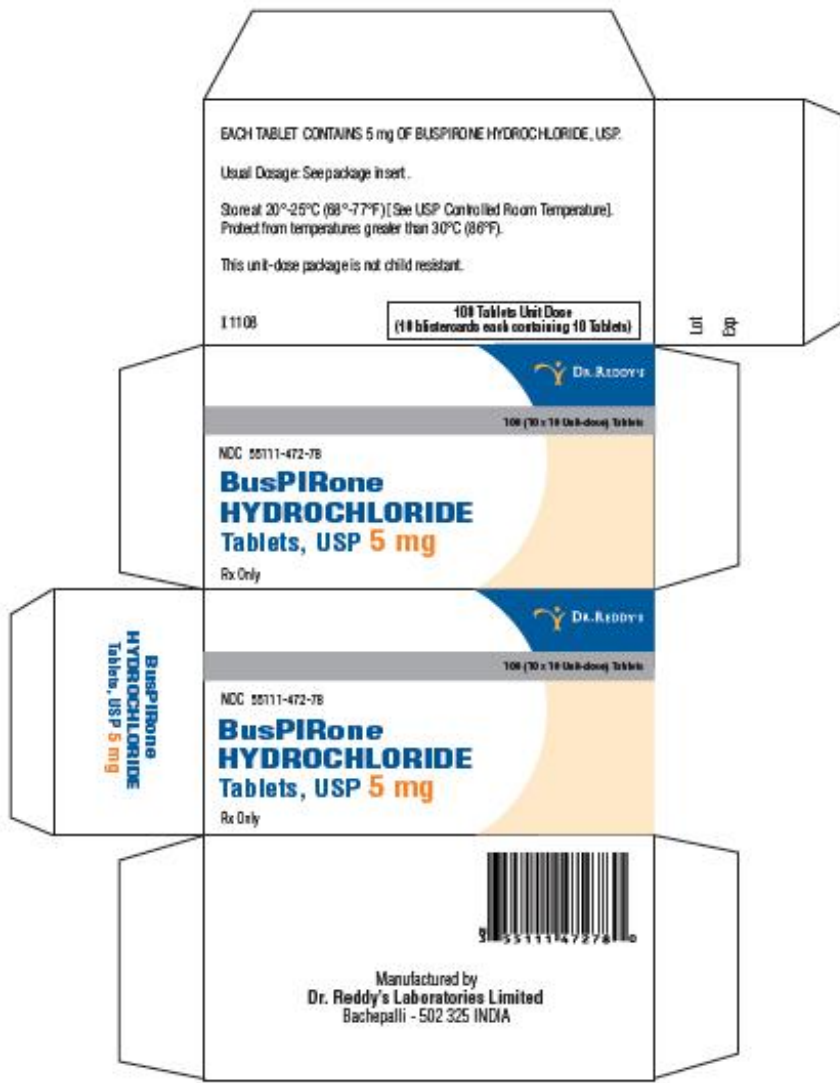 EACH TABLET CONTAINS 5 mg OF BUSPIRONE HYDROCHLORIDE, USP.
Usual Dosage: See package insert.
Store at 20°-25°C (68°-77°F) [See USP Controlled Room Temperature].
Protect from temperatures greater than 30°C (86°F).
This unit-dose package is not child resistant.
I 1108
100 Tablets Unit Dose
(10 blistercards each containing 10 Tablets)
Lot
Exp
DR. REDDY'S
100 (10 x 10 Unit-dose) Tablets
NDC 55111-472-78
BusPIRone
HYDROCHLORIDE
Tablets, USP 5 mg
Rx Only
BusPIRone
HYDROCHLORIDE
Tablets, USP 5 mg
DR. REDDY'S
100 (10 x 10 Unit-dose) Tablets
NDC 55111-472-78
BusPIRone
HYDROCHLORIDE
Tablets, USP 5 mg
Rx Only
3 55111 47278 0
Manufactured by
Dr. Reddy's Laboratories Limited
Bachepalli - 502 325 INDIA